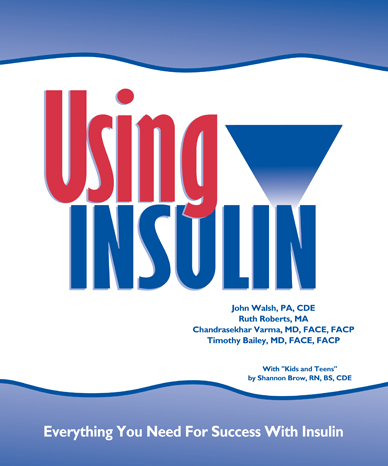 Using
INSULIN
John Walsh, PA, CDE
Ruth Roberts, MA
Chandrasekhar Varma, MD, FACE, FACP
Timothy Bailey, MD, FACE, FACP
With "Kids and Teens"
by Shannon Brow, RN, BS, CDE
Everything You Need For Success With Insulin